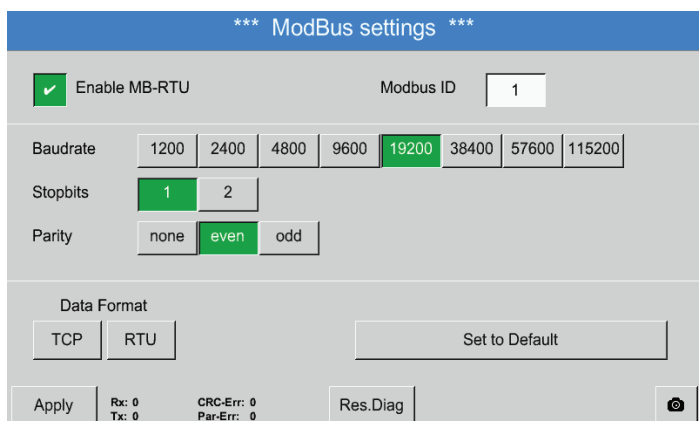 *** ModBus settings ***
✔ Enable MB-RTU Modbus ID 1
Baudrate 1200 2400 4800 9600 19200 38400 57600 115200
Stopbits 1 2
Parity none even odd
Data Format
TCP RTU Set to Default
Apply Rx: 0 CRC-Err: 0 Res.Diag
Tx: 0 Par-Err: 0